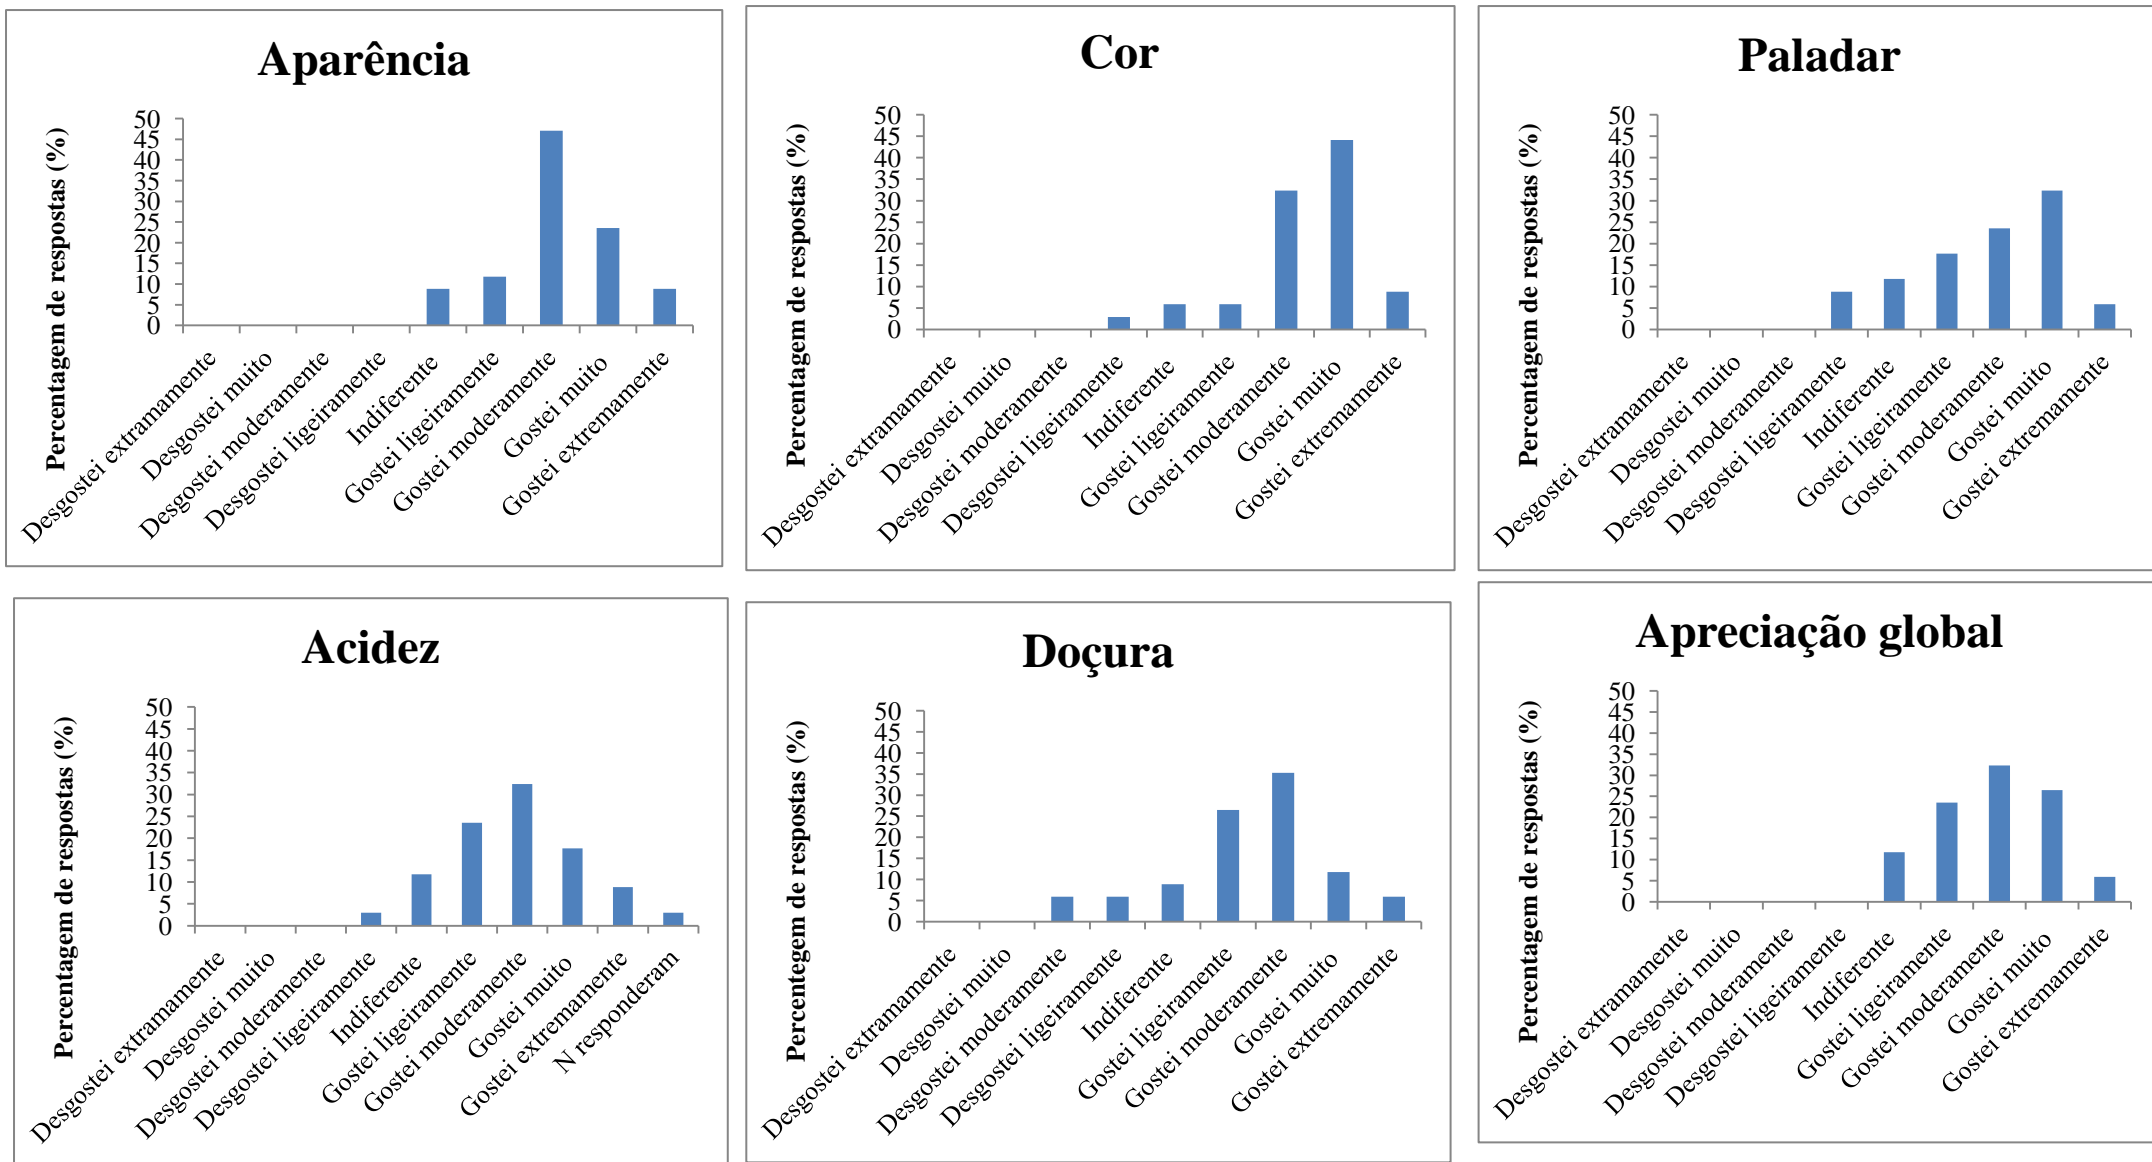 Aparência
Percentagem de respostas (%)
50
45
40
35
30
25
20
15
10
5
0
Desgostei extramamente
Desgostei muito
Desgostei moderamente
Desgostei ligeiramente
Indiferente
Gostei ligeiramente
Gostei moderamente
Gostei muito
Gostei extremamente
Cor
Percentagem de respostas (%)
50
45
40
35
30
25
20
15
10
5
0
Desgostei extramamente
Desgostei muito
Desgostei moderamente
Desgostei ligeiramente
Indiferente
Gostei ligeiramente
Gostei moderamente
Gostei muito
Gostei extremamente
Paladar
Percentagem de respostas (%)
50
45
40
35
30
25
20
15
10
5
0
Desgostei extramamente
Desgostei muito
Desgostei moderamente
Desgostei ligeiramente
Indiferente
Gostei ligeiramente
Gostei moderamente
Gostei muito
Gostei extremamente
Acidez
Percentagem de respostas (%)
50
45
40
35
30
25
20
15
10
5
0
Desgostei extramamente
Desgostei muito
Desgostei moderamente
Desgostei ligeiramente
Indiferente
Gostei ligeiramente
Gostei moderamente
Gostei muito
Gostei extremamente
N responderam
Doçura
Percentegem de respostas (%)
50
45
40
35
30
25
20
15
10
5
0
Desgostei extramamente
Desgostei muito
Desgostei moderamente
Desgostei ligeiramente
Indiferente
Gostei ligeiramente
Gostei moderamente
Gostei muito
Gostei extremamente
Apreciação global
Percentagem de respostas (%)
50
45
40
35
30
25
20
15
10
5
0
Desgostei extramamente
Desgostei muito
Desgostei moderamente
Desgostei ligeiramente
Indiferente
Gostei ligeiramente
Gostei moderamente
Gostei muito
Gostei extremamente